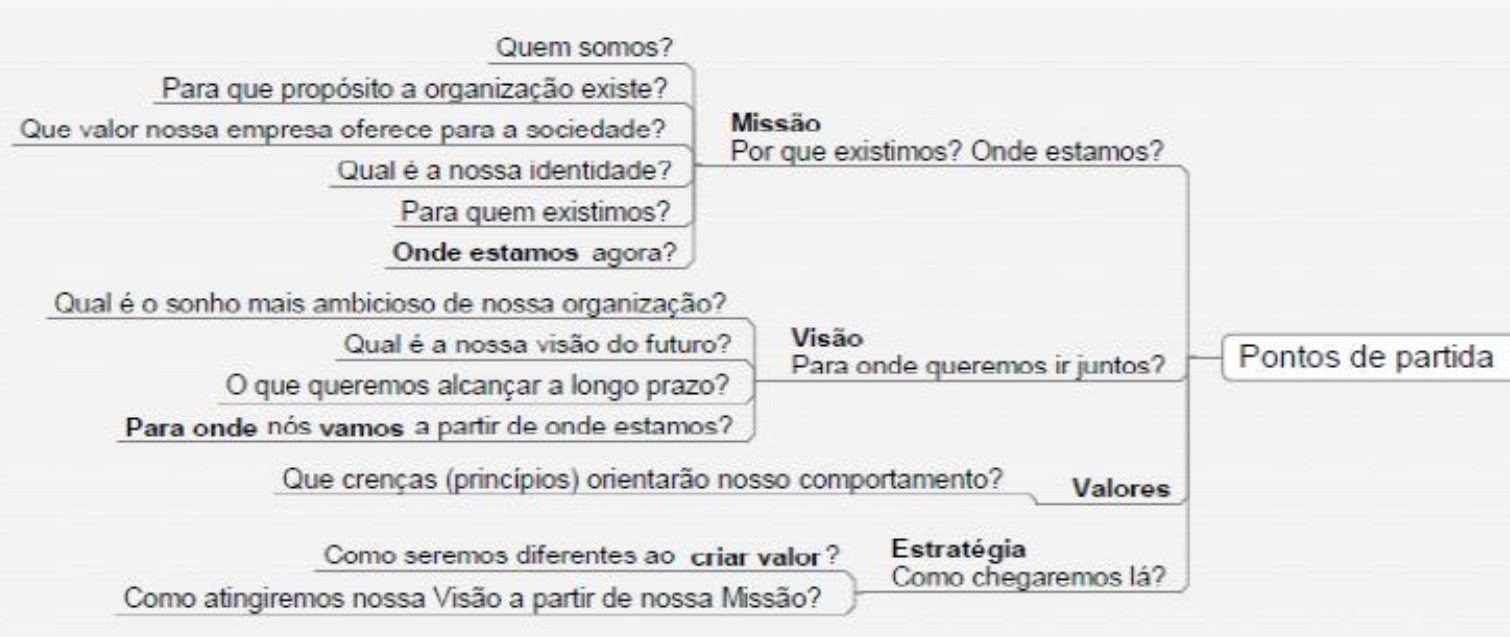 Quem somos?
Para que propósito a organização existe?
Que valor nossa empresa oferece para a sociedade?
Qual é a nossa identidade?
Para quem existimos?
Onde estamos agora?
Missão
Por que existimos? Onde estamos?
Qual é o sonho mais ambicioso de nossa organização?
Qual é a nossa visão do futuro?
O que queremos alcançar a longo prazo?
Para onde nós vamos a partir de onde estamos?
Visão
Para onde queremos ir juntos?
Que crenças (princípios) orientarão nosso comportamento?
Valores
Como seremos diferentes ao criar valor?
Como atingiremos nossa Visão a partir de nossa Missão?
Estratégia
Como chegaremos lá?
Pontos de partida